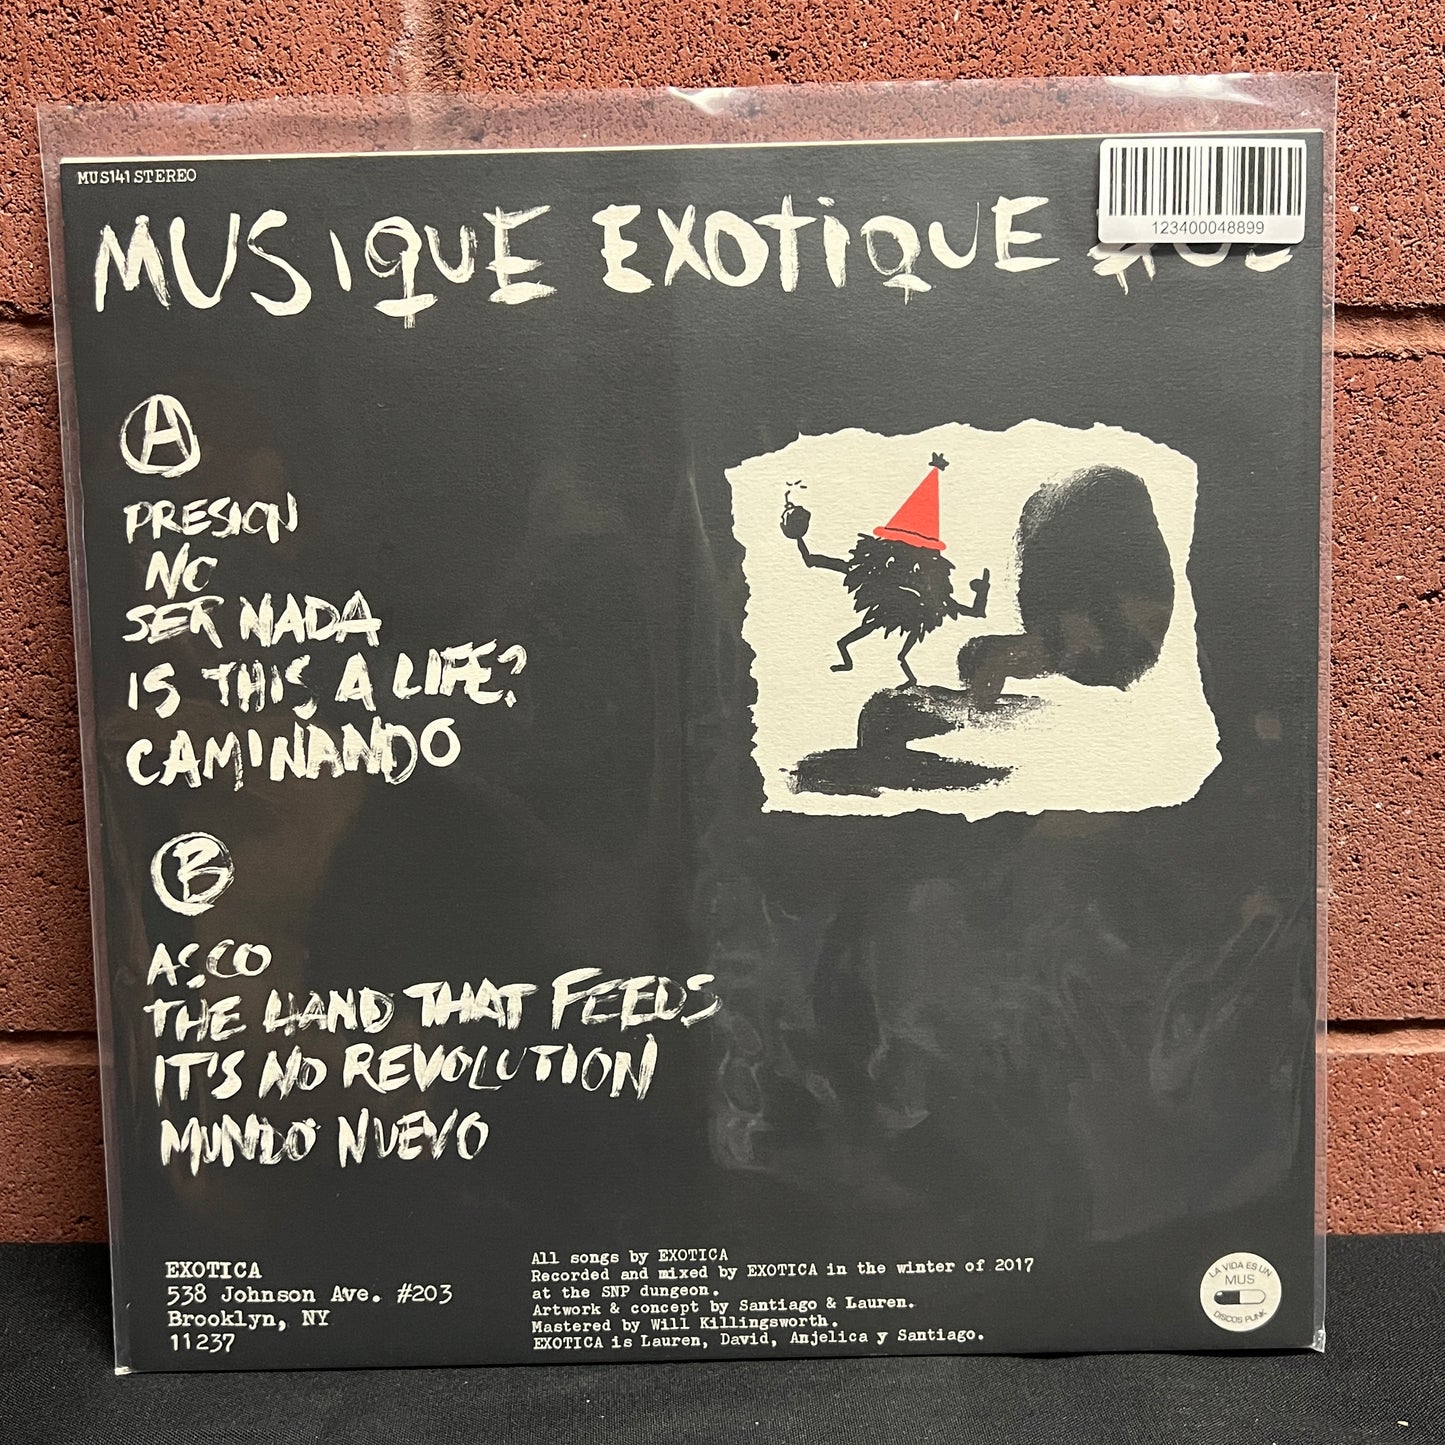 MUS141 STEREO
123400048899
MUSIQUE EXOTIQUE
A
PRESION
NO
SER NADA
IS THIS A LIFE?
CAMINANDO
B
ASCO
THE HAND THAT FEEDS
IT'S NO REVOLUTION
MUNDO NUEVO
EXOTICA
538 Johnson Ave. #203
Brooklyn, NY
11237
All songs by EXOTICA
Recorded and mixed by EXOTICA in the winter of 2017
at the SNP dungeon.
Artwork & concept by Santiago & Lauren.
Mastered by Will Killingsworth.
EXOTICA is Lauren, David, Anjelica y Santiago.
LA VIDA ES UN
MUS
DISCOS PUNK